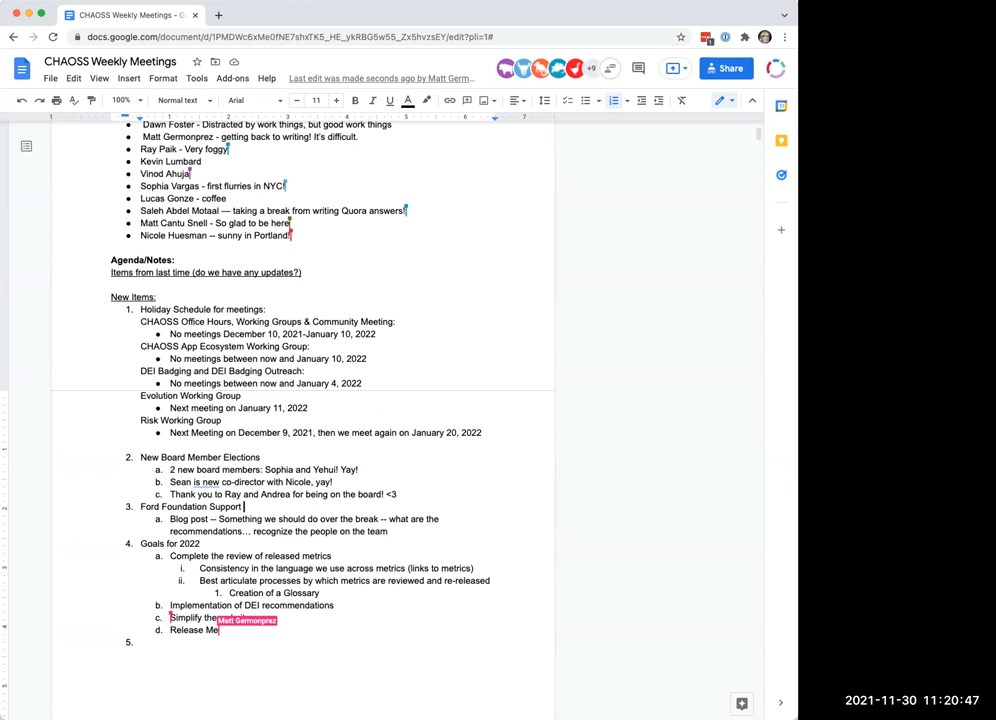 CHAOSS Weekly Meetings - G
docs.google.com/document/d/1PMDWc6xMe0fNE7shxTK5_HE_ykRBG5w55_Zx5hvzsEY/edit?pli=1#
CHAOSS Weekly Meetings
File Edit View Insert Format Tools Add-ons Help Last edit was made seconds ago by Matt Germ...
+9
Share
100% Normal text Arial 11
1 1 2 3 4 5 6 7
Dawn Foster - Distracted by work things, but good work things
Matt Germonprez - getting back to writing! It's difficult.
Ray Paik - Very foggy
Kevin Lumbard
Vinod Ahuja
Sophia Vargas - first flurries in NYC!
Lucas Gonze - coffee
Saleh Abdel Motaal — taking a break from writing Quora answers!
Matt Cantu Snell - So glad to be here
Nicole Huesman -- sunny in Portland!
Agenda/Notes:
Items from last time (do we have any updates?)
New Items:
1. Holiday Schedule for meetings:
CHAOSS Office Hours, Working Groups & Community Meeting:
No meetings December 10, 2021-January 10, 2022
CHAOSS App Ecosystem Working Group:
No meetings between now and January 10, 2022
DEI Badging and DEI Badging Outreach:
No meetings between now and January 4, 2022
Evolution Working Group
Next meeting on January 11, 2022
Risk Working Group
Next Meeting on December 9, 2021, then we meet again on January 20, 2022
2. New Board Member Elections
a. 2 new board members: Sophia and Yehui! Yay!
b. Sean is new co-director with Nicole, yay!
c. Thank you to Ray and Andrea for being on the board! <3
3. Ford Foundation Support
a. Blog post -- Something we should do over the break -- what are the
recommendations… recognize the people on the team
4. Goals for 2022
a. Complete the review of released metrics
i. Consistency in the language we use across metrics (links to metrics)
ii. Best articulate processes by which metrics are reviewed and re-released
1. Creation of a Glossary
b. Implementation of DEI recommendations
c. Simplify the
Matt Germonprez
d. Release Me
5.
2021-11-30 11:20:47